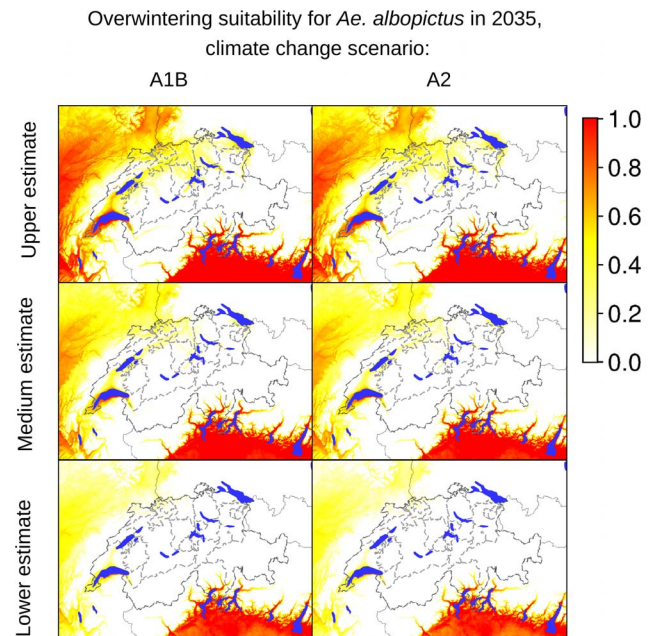 Overwintering suitability for Ae. albopictus in 2035,
climate change scenario:
A1B A2
Upper estimate
Medium estimate
Lower estimate
1.0
0.8
0.6
0.4
0.2
0.0